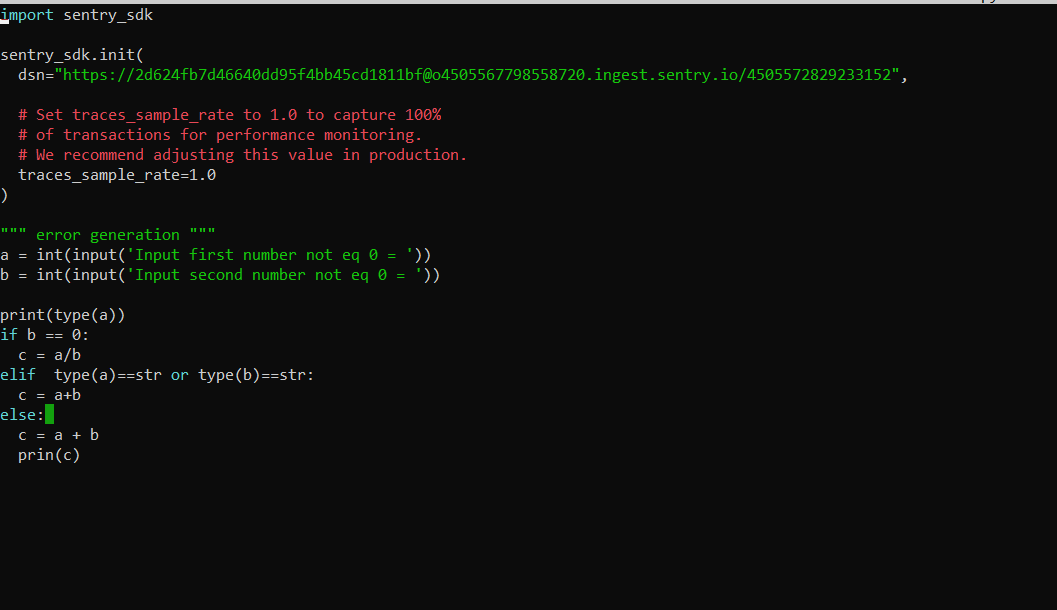 import sentry_sdk
sentry_sdk.init(
  dsn="https://2d624fb7d46640dd95f4bb45cd1811bf@o4505567798558720.ingest.sentry.io/4505572829233152",
  # Set traces_sample_rate to 1.0 to capture 100%
  # of transactions for performance monitoring.
  # We recommend adjusting this value in production.
  traces_sample_rate=1.0
)
""" error generation """
a = int(input('Input first number not eq 0 = '))
b = int(input('Input second number not eq 0 = '))
print(type(a))
if b == 0:
  c = a/b
elif  type(a)==str or type(b)==str:
  c = a+b
else:
  c = a + b
  prin(c)